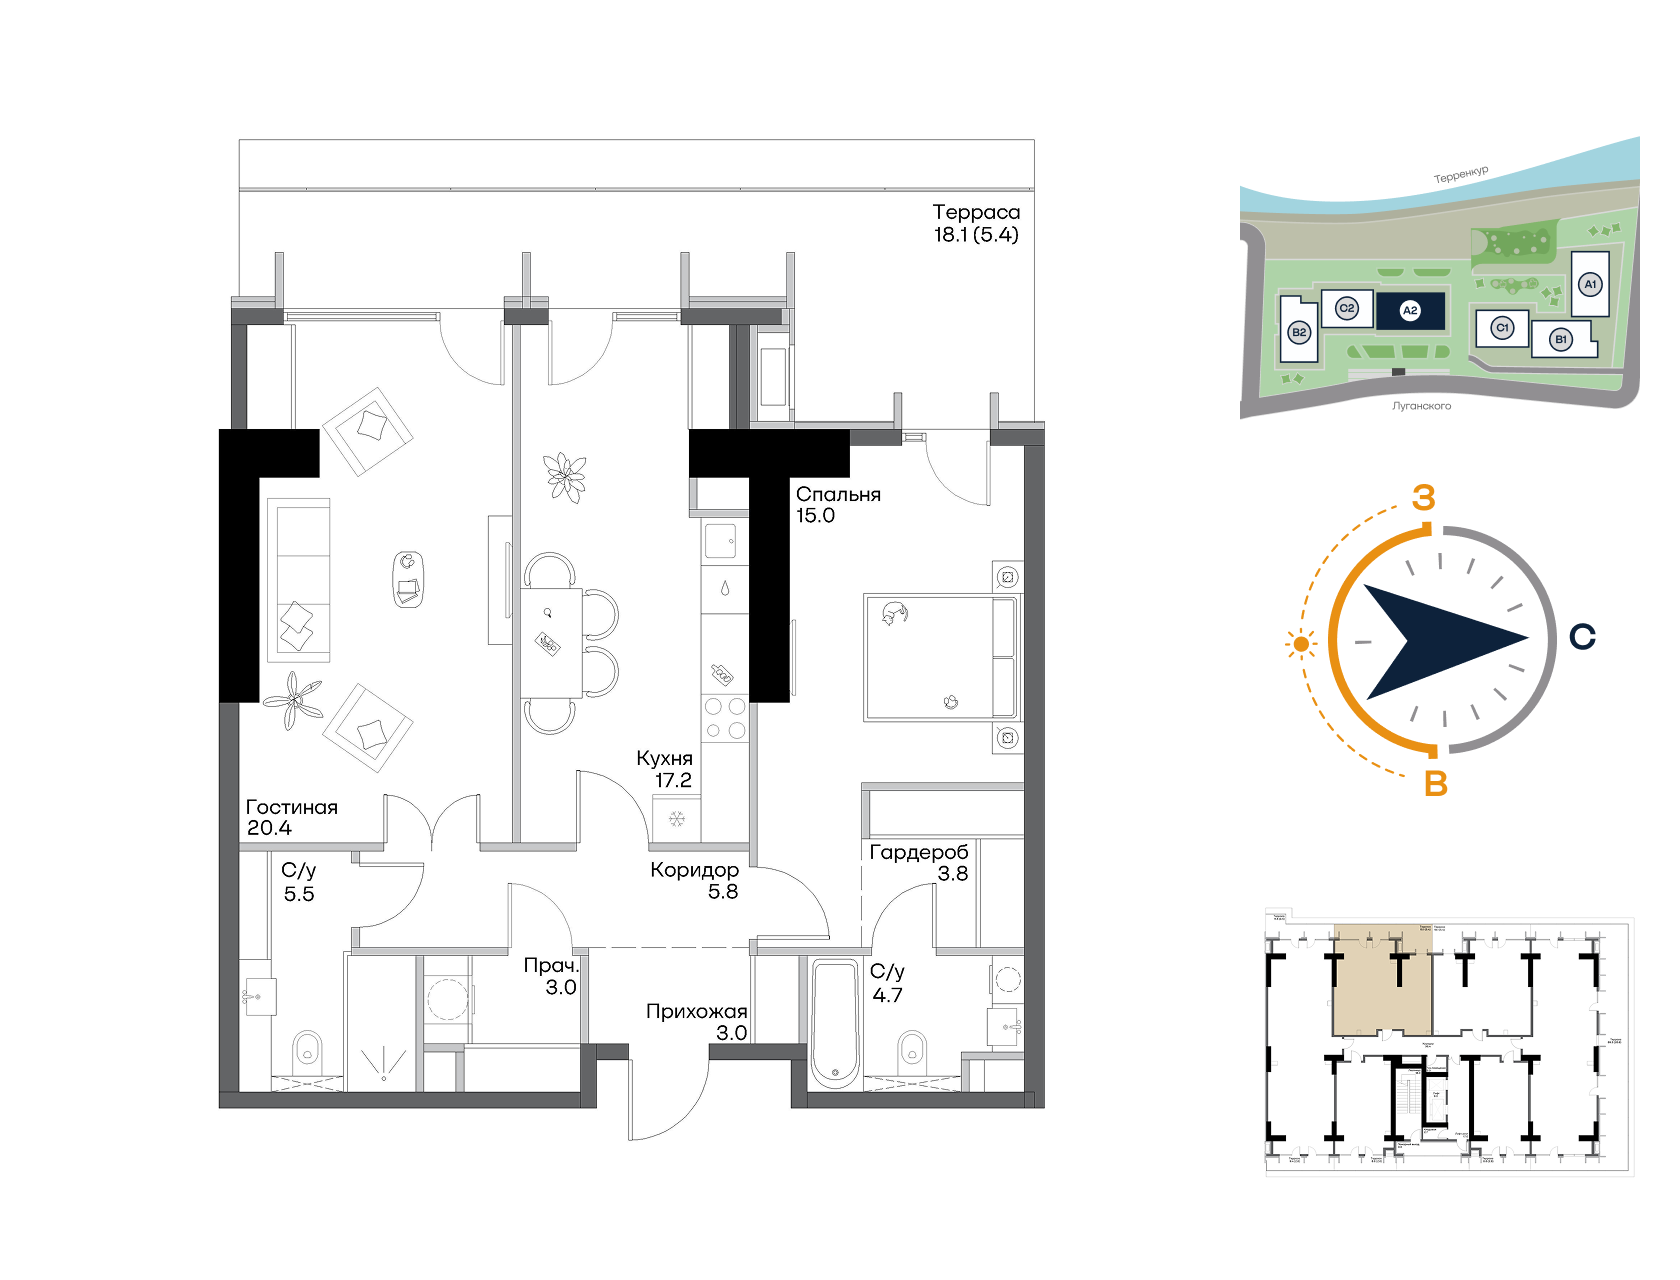 Терраса
18.1 (5.4)
Спальня
15.0
Кухня
17.2
Гостиная
20.4
С/у
5.5
Коридор
5.8
Гардероб
3.8
Прач.
3.0
С/у
4.7
Прихожая
3.0
Терренкур
A1
C2
A2
B2
C1
B1
Луганского
З
С
В